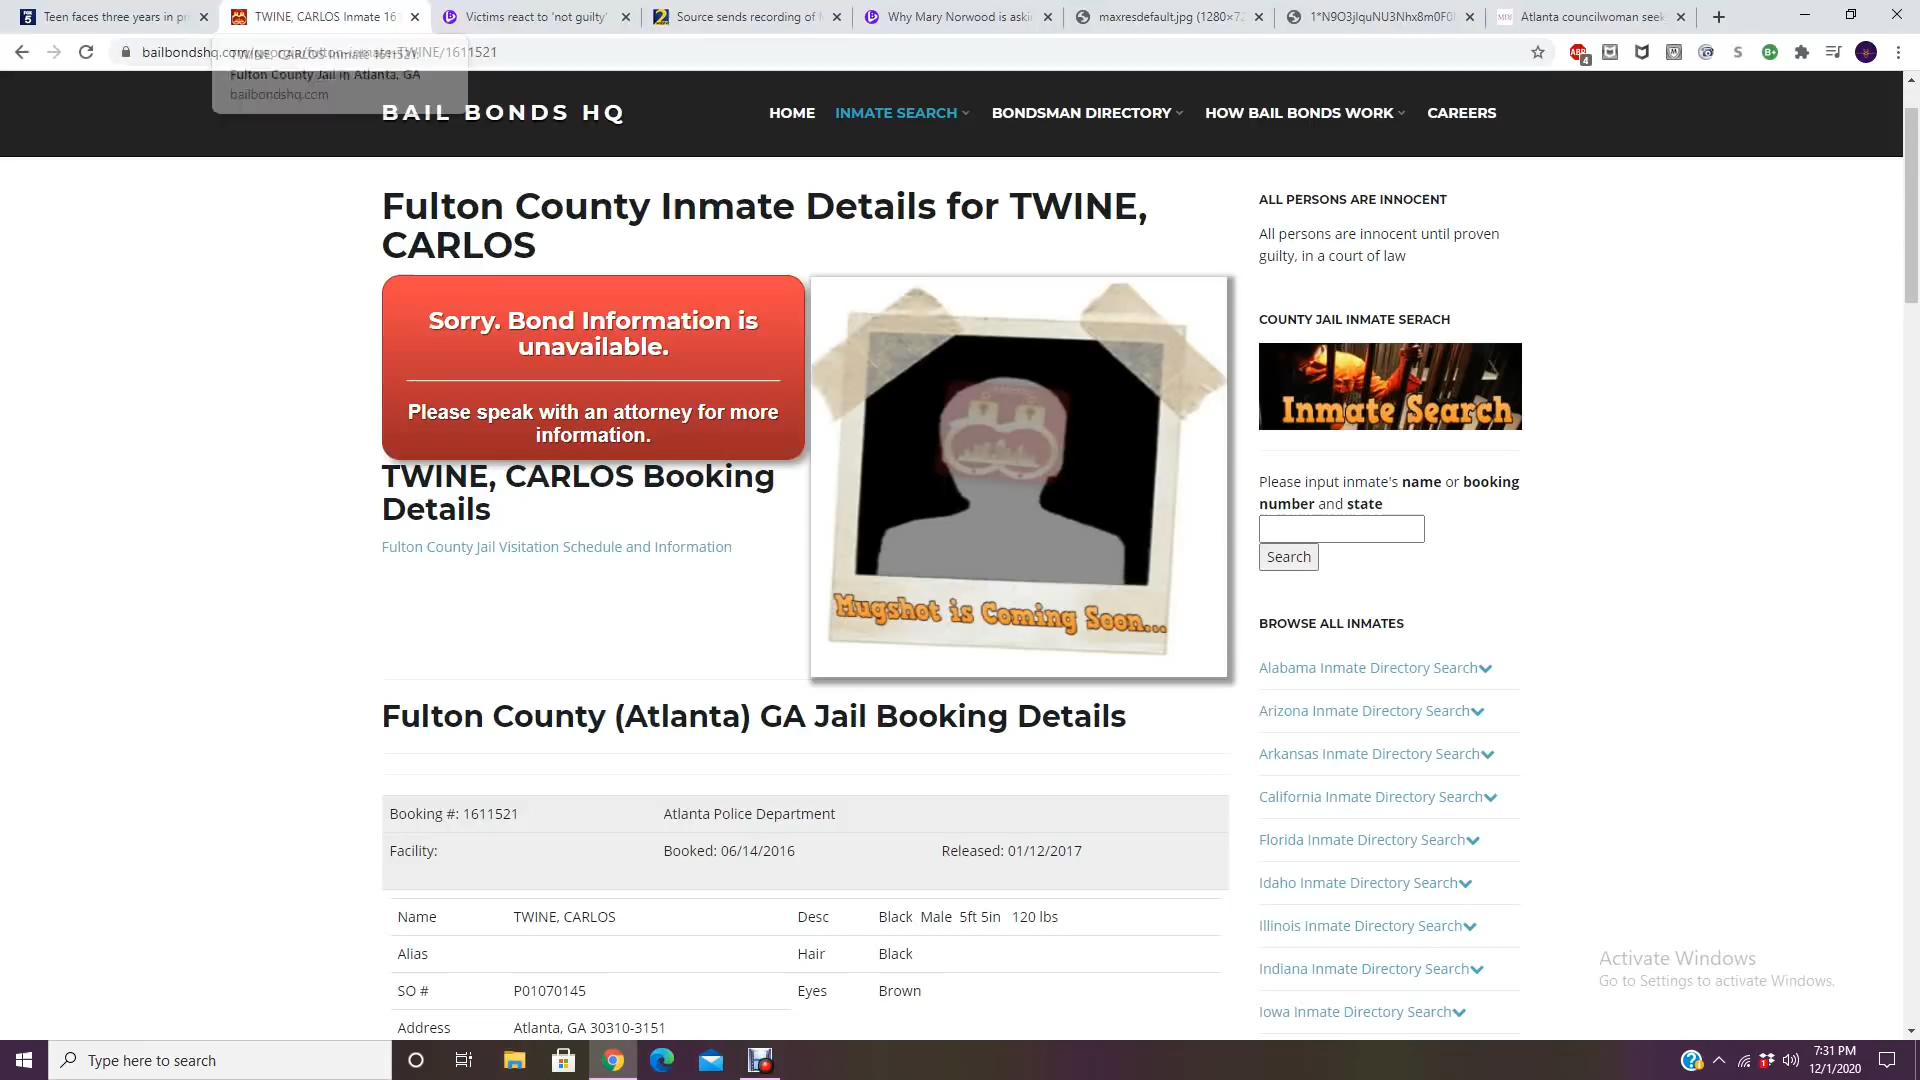 Teen faces three years in pr
TWINE, CARLOS Inmate 16
Victims react to 'not guilty'
Source sends recording of
Why Mary Norwood is aski
maxresdefault.jpg (1280×72
Atlanta councilwoman seek
TWINE, CARLOS Inmate 1611521:
Fulton County Jail in Atlanta, GA
bailbondshq.com
4
BAIL BONDS HQ
HOME
INMATE SEARCH
BONDSMAN DIRECTORY
HOW BAIL BONDS WORK
CAREERS
Fulton County Inmate Details for TWINE,
CARLOS
Sorry. Bond Information is
unavailable.
Please speak with an attorney for more
information.
TWINE, CARLOS Booking
Details
Fulton County Jail Visitation Schedule and Information
Mugshot is Coming Soon...
Fulton County (Atlanta) GA Jail Booking Details
Booking #: 1611521 Atlanta Police Department
Facility: Booked: 06/14/2016 Released: 01/12/2017
Name TWINE, CARLOS Desc Black Male 5ft 5in 120 lbs
Alias Hair Black
SO # P01070145 Eyes Brown
Address Atlanta, GA 30310-3151
ALL PERSONS ARE INNOCENT
All persons are innocent until proven
guilty, in a court of law
COUNTY JAIL INMATE SERACH
Inmate Search
Please input inmate's name or booking
number and state
Search
BROWSE ALL INMATES
Alabama Inmate Directory Search
Arizona Inmate Directory Search
Arkansas Inmate Directory Search
California Inmate Directory Search
Florida Inmate Directory Search
Idaho Inmate Directory Search
Illinois Inmate Directory Search
Indiana Inmate Directory Search
Iowa Inmate Directory Search
Activate Windows
Go to Settings to activate Windows.
Type here to search
7:31 PM
12/1/2020